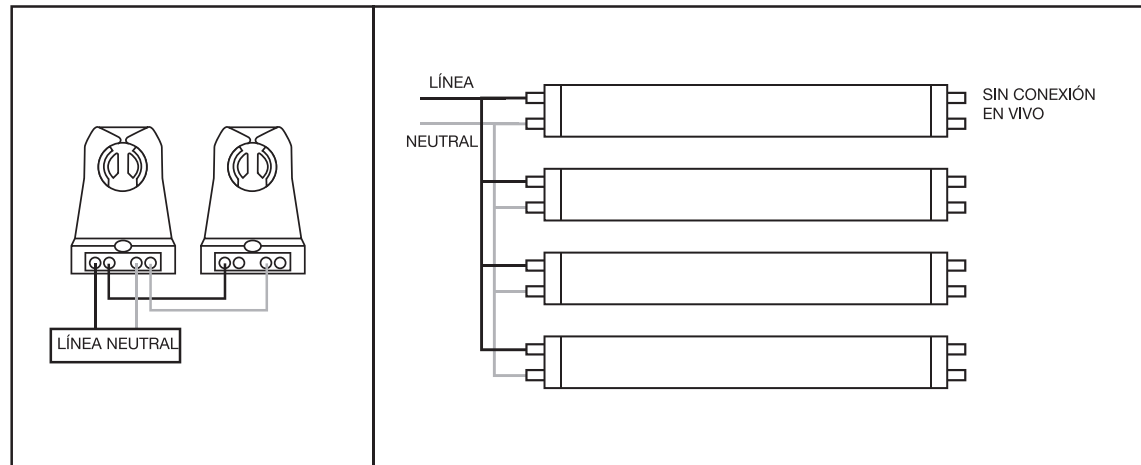 LÍNEA NEUTRAL
LÍNEA
NEUTRAL
SIN CONEXIÓN
EN VIVO